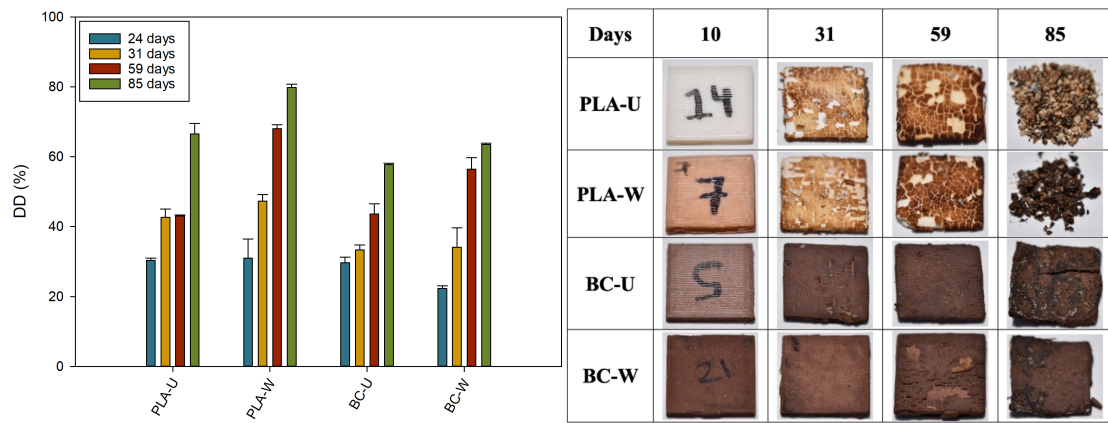 100
80
60
40
20
0
DD (%)
24 days
31 days
59 days
85 days
PLA-U
PLA-W
BC-U
BC-W
Days 10 31 59 85
PLA-U
14
PLA-W
7
BC-U
5
BC-W
21